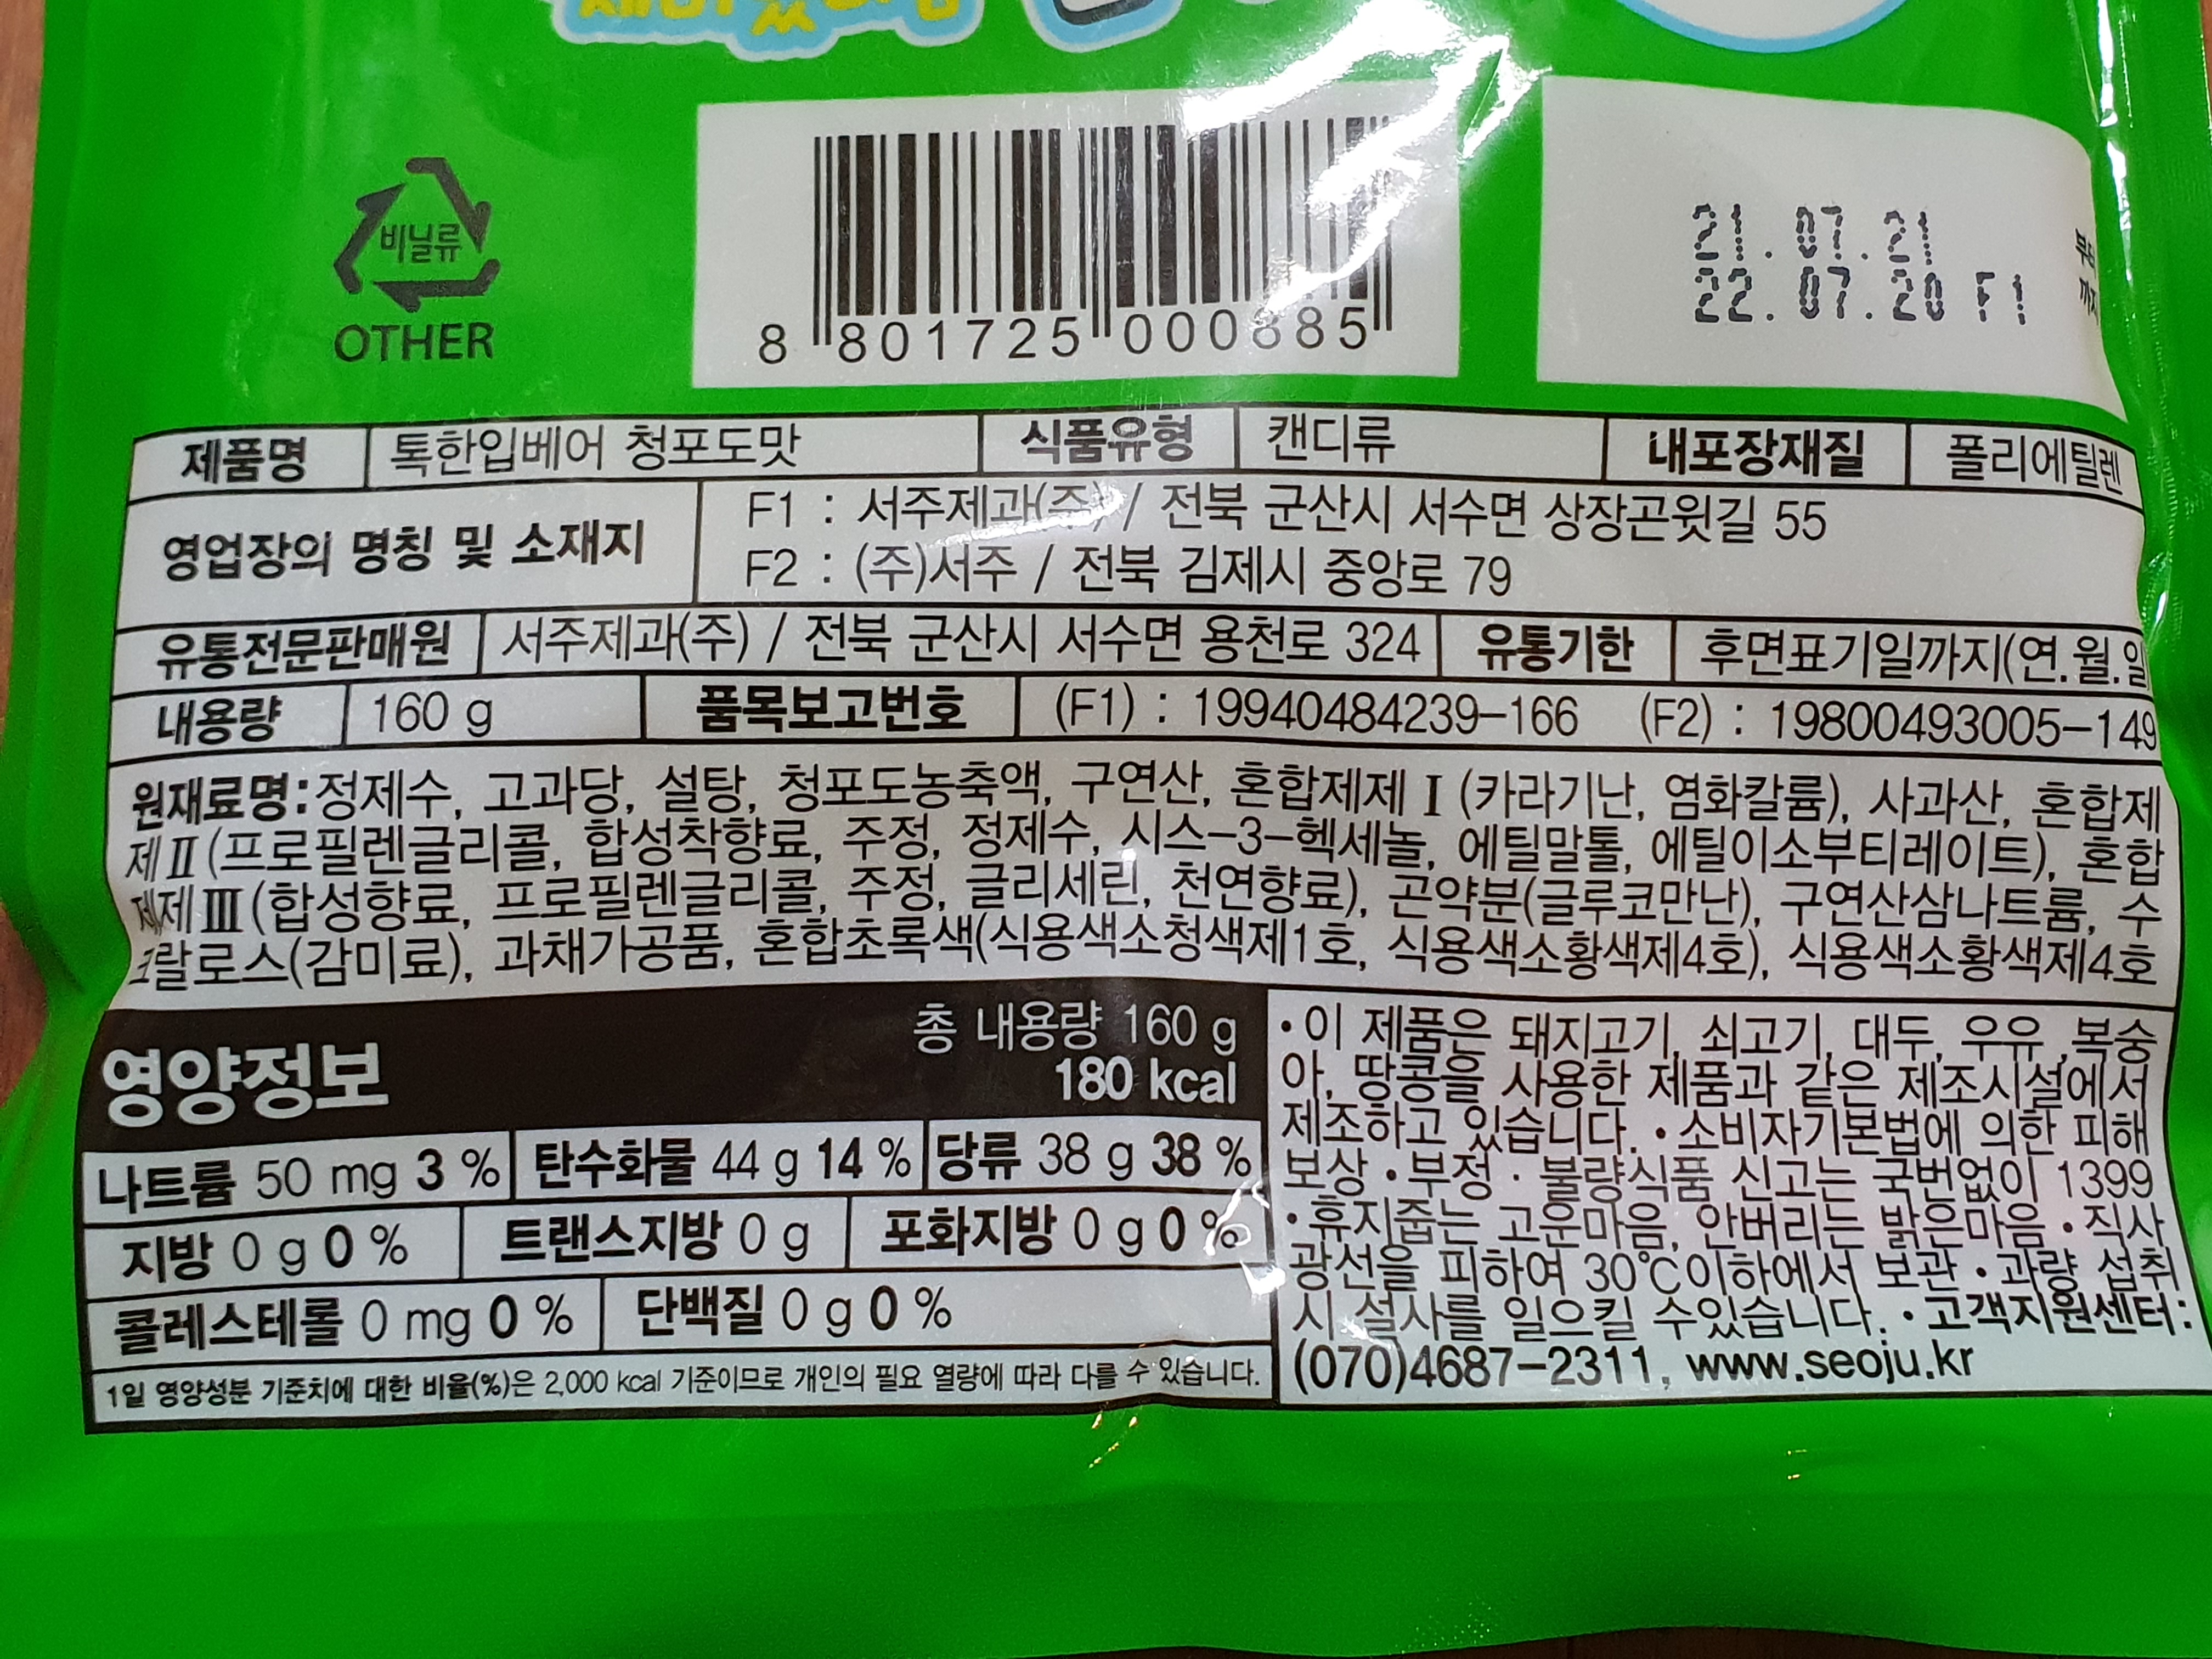 비닐류
OTHER
8 801725 000885
21.07.21
22.07.20 F1
제품명 톡한입베어 청포도맛 식품유형 캔디류 내포장재질 폴리에틸렌
영업장의 명칭 및 소재지
F1 : 서주제과(주) / 전북 군산시 서수면 상장곤윗길 55
F2 : (주)서주 / 전북 김제시 중앙로 79
유통전문판매원 서주제과(주) / 전북 군산시 서수면 용천로 324 유통기한 후면표기일까지(연.월.일
내용량 160 g 품목보고번호 (F1) : 19940484239-166 (F2) : 19800493005-149
원재료명:정제수, 고과당, 설탕, 청포도농축액, 구연산, 혼합제제Ⅰ(카라기난, 염화칼륨), 사과산, 혼합제
제Ⅱ(프로필렌글리콜, 합성착향료, 주정, 정제수, 시스-3-헥세놀, 에틸말톨, 에틸이소부티레이트), 혼합
제제Ⅲ(합성향료, 프로필렌글리콜, 주정, 글리세린, 천연향료), 곤약분(글루코만난), 구연산삼나트륨, 수
크랄로스(감미료), 과채가공품, 혼합초록색(식용색소청색제1호, 식용색소황색제4호), 식용색소황색제4호
영양정보
총 내용량 160 g
180 kcal
나트륨 50 mg 3 % 탄수화물 44 g 14 % 당류 38 g 38 %
지방 0 g 0 % 트랜스지방 0 g 포화지방 0 g 0 %
콜레스테롤 0 mg 0 % 단백질 0 g 0 %
1일 영양성분 기준치에 대한 비율(%)은 2,000 kcal 기준이므로 개인의 필요 열량에 따라 다를 수 있습니다.
•이 제품은 돼지고기, 쇠고기, 대두, 우유, 복숭
아, 땅콩을 사용한 제품과 같은 제조시설에서
제조하고 있습니다. •소비자기본법에 의한 피해
보상 •부정 · 불량식품 신고는 국번없이 1399
•휴지줍는 고운마음, 안버리는 밝은마음 •직사
광선을 피하여 30℃이하에서 보관 •과량 섭취
시 설사를 일으킬 수있습니다. •고객지원센터:
(070)4687-2311, www.seoju.kr